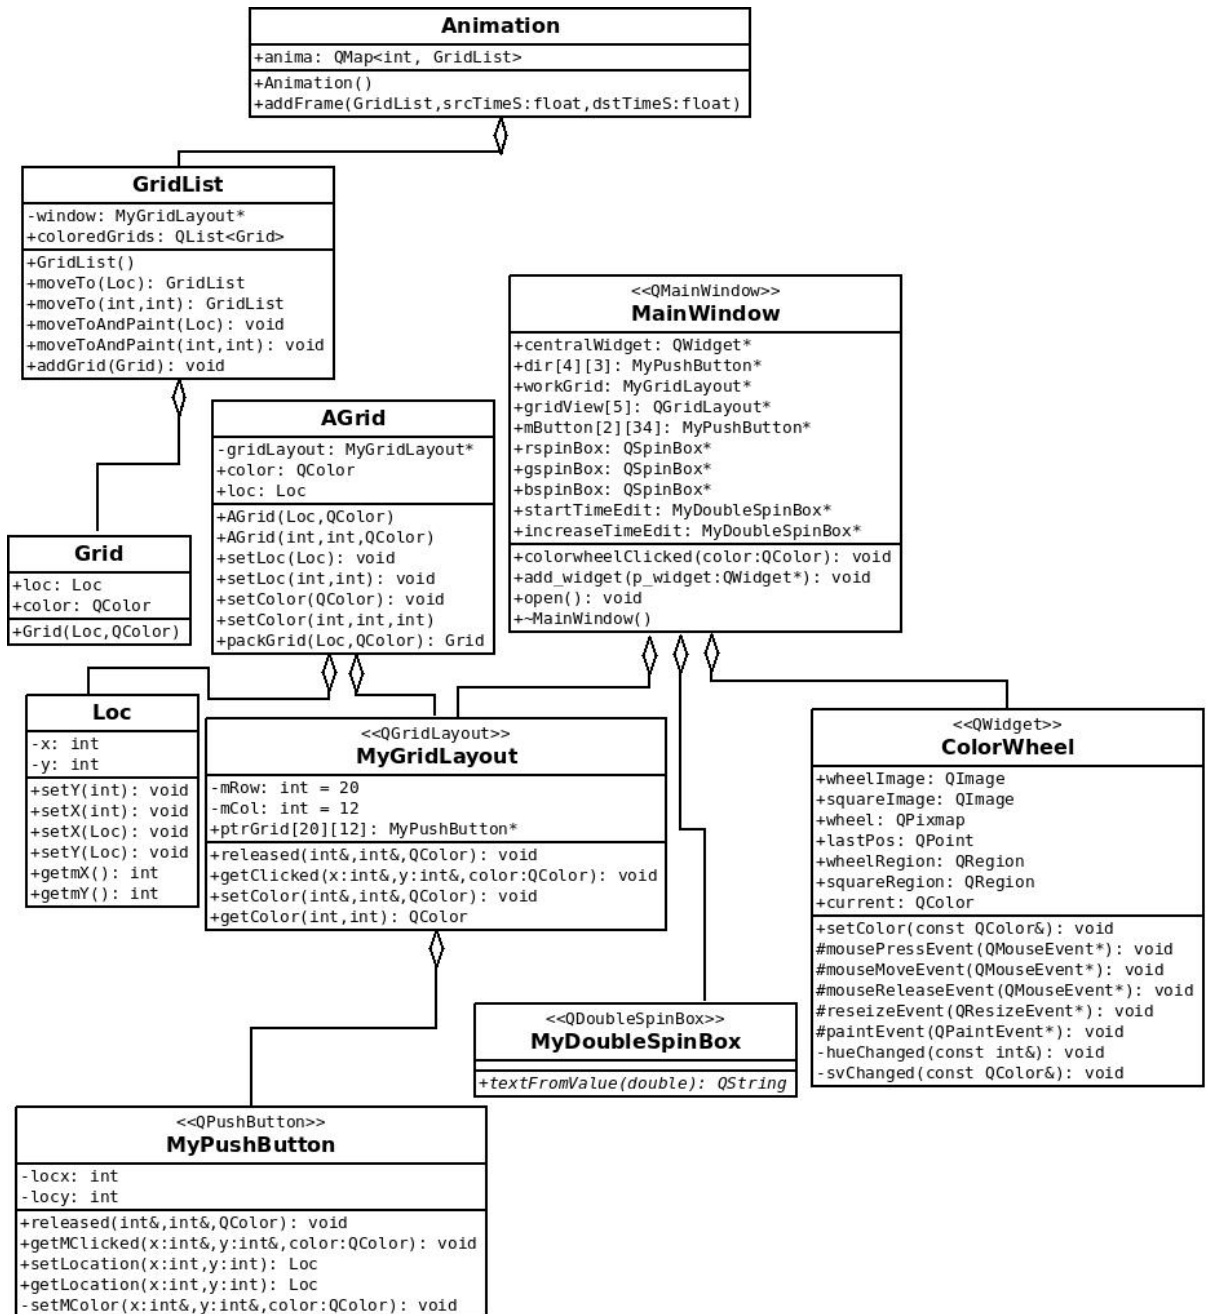 Animation
+anima: QMap<int, GridList>
+Animation()
+addFrame(GridList,srcTimeS:float,dstTimeS:float)
GridList
-window: MyGridLayout*
+coloredGrids: QList<Grid>
+GridList()
+moveTo(Loc): GridList
+moveTo(int,int): GridList
+moveToAndPaint(Loc): void
+moveToAndPaint(int,int): void
+addGrid(Grid): void
<<QMainWindow>>
MainWindow
+centralWidget: QWidget*
+dir[4][3]: MyPushButton*
+workGrid: MyGridLayout*
+gridView[5]: QGridLayout*
+mButton[2][34]: MyPushButton*
+rspinBox: QSpinBox*
+gspinBox: QSpinBox*
+bspinBox: QSpinBox*
+startTimeEdit: MyDoubleSpinBox*
+increaseTimeEdit: MyDoubleSpinBox*
+colorwheelClicked(color:QColor): void
+add_widget(p_widget:QWidget*): void
+open(): void
+~MainWindow()
AGrid
-gridLayout: MyGridLayout*
+color: QColor
+loc: Loc
+AGrid(Loc,QColor)
+AGrid(int,int,QColor)
+setLoc(Loc): void
+setLoc(int,int): void
+setColor(QColor): void
+setColor(int,int,int)
+packGrid(Loc,QColor): Grid
Grid
+loc: Loc
+color: QColor
+Grid(Loc,QColor)
Loc
-x: int
-y: int
+setY(int): void
+setX(int): void
+setX(Loc): void
+setY(Loc): void
+getmX(): int
+getmY(): int
<<QGridLayout>>
MyGridLayout
-mRow: int = 20
-mCol: int = 12
+ptrGrid[20][12]: MyPushButton*
+released(int&,int&,QColor): void
+getClicked(x:int&,y:int&,color:QColor): void
+setColor(int&,int&,QColor): void
+getColor(int,int): QColor
<<QWidget>>
ColorWheel
+wheelImage: QImage
+squareImage: QImage
+wheel: QPixmap
+lastPos: QPoint
+wheelRegion: QRegion
+squareRegion: QRegion
+current: QColor
+setColor(const QColor&): void
#mousePressEvent(QMouseEvent*): void
#mouseMoveEvent(QMouseEvent*): void
#mouseReleaseEvent(QMouseEvent*): void
#reseizeEvent(QResizeEvent*): void
#paintEvent(QPaintEvent*): void
-hueChanged(const int&): void
-svChanged(const QColor&): void
<<QDoubleSpinBox>>
MyDoubleSpinBox
+textFromValue(double): QString
<<QPushButton>>
MyPushButton
-locx: int
-locy: int
+released(int&,int&,QColor): void
+getMClicked(x:int&,y:int&,color:QColor): void
+setLocation(x:int,y:int): Loc
+getLocation(x:int,y:int): Loc
-setMColor(x:int&,y:int&,color:QColor): void